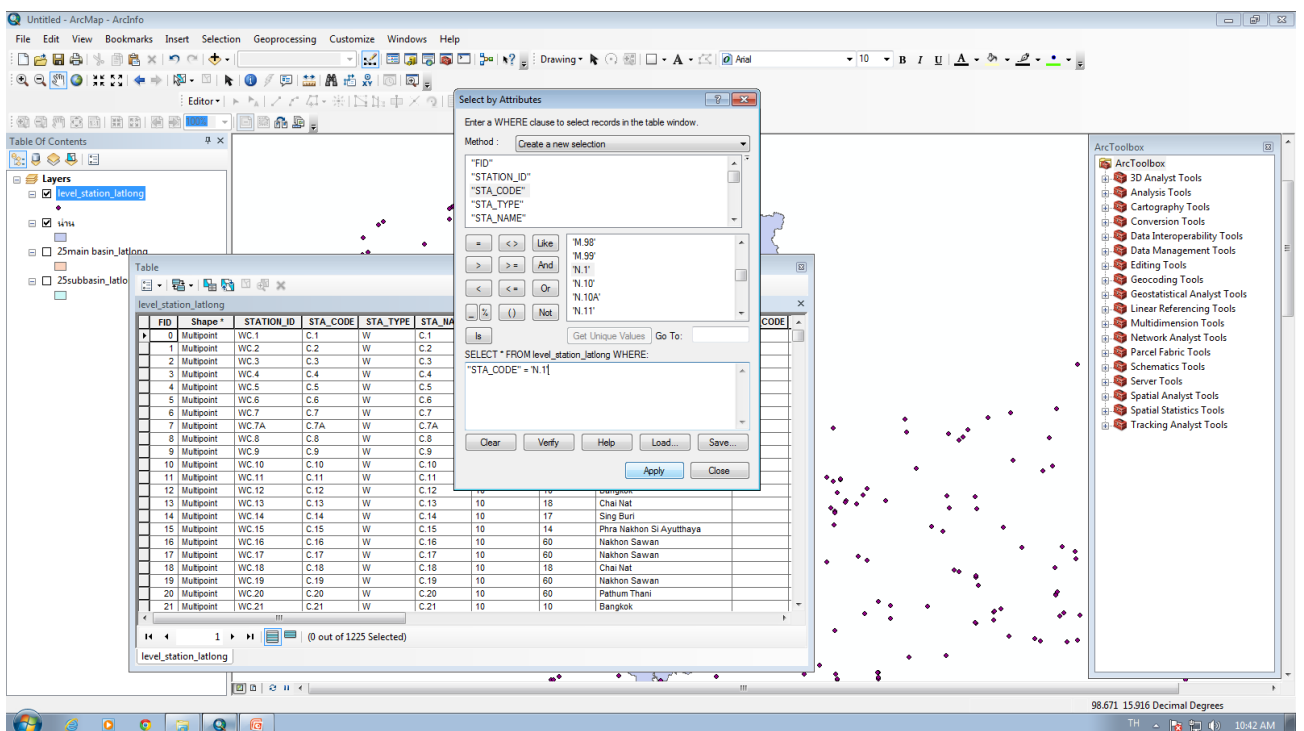 Untitled - ArcMap - ArcInfo
File Edit View Bookmarks Insert Selection Geoprocessing Customize Windows Help
Drawing Arial 10 B I U A
Editor
100%
Table Of Contents
Layers
level_station_latlong
น่าน
25main basin_latlong
25subbasin_latlo
Select by Attributes
Enter a WHERE clause to select records in the table window.
Method : Create a new selection
"FID"
"STATION_ID"
"STA_CODE"
"STA_TYPE"
"STA_NAME"
= < > Like
> > = And
< < = Or
_ % () Not
Is
'M.98'
'M.99'
'N.1'
'N.10'
'N.10A'
'N.11'
Get Unique Values Go To:
SELECT * FROM level_station_latlong WHERE:
"STA_CODE" = 'N.1'
Clear Verify Help Load... Save...
Apply Close
Table
level_station_latlong
FID Shape * STATION_ID STA_CODE STA_TYPE STA_NA CODE
0 Multipoint WC.1 C.1 W C.1
1 Multipoint WC.2 C.2 W C.2
2 Multipoint WC.3 C.3 W C.3
3 Multipoint WC.4 C.4 W C.4
4 Multipoint WC.5 C.5 W C.5
5 Multipoint WC.6 C.6 W C.6
6 Multipoint WC.7 C.7 W C.7
7 Multipoint WC.7A C.7A W C.7A
8 Multipoint WC.8 C.8 W C.8
9 Multipoint WC.9 C.9 W C.9
10 Multipoint WC.10 C.10 W C.10
11 Multipoint WC.11 C.11 W C.11
12 Multipoint WC.12 C.12 W C.12 10 10 Bangkok
13 Multipoint WC.13 C.13 W C.13 10 18 Chai Nat
14 Multipoint WC.14 C.14 W C.14 10 17 Sing Buri
15 Multipoint WC.15 C.15 W C.15 10 14 Phra Nakhon Si Ayutthaya
16 Multipoint WC.16 C.16 W C.16 10 60 Nakhon Sawan
17 Multipoint WC.17 C.17 W C.17 10 60 Nakhon Sawan
18 Multipoint WC.18 C.18 W C.18 10 18 Chai Nat
19 Multipoint WC.19 C.19 W C.19 10 60 Nakhon Sawan
20 Multipoint WC.20 C.20 W C.20 10 60 Pathum Thani
21 Multipoint WC.21 C.21 W C.21 10 10 Bangkok
1 (0 out of 1225 Selected)
level_station_latlong
ArcToolbox
ArcToolbox
3D Analyst Tools
Analysis Tools
Cartography Tools
Conversion Tools
Data Interoperability Tools
Data Management Tools
Editing Tools
Geocoding Tools
Geostatistical Analyst Tools
Linear Referencing Tools
Multidimension Tools
Network Analyst Tools
Parcel Fabric Tools
Schematics Tools
Server Tools
Spatial Analyst Tools
Spatial Statistics Tools
Tracking Analyst Tools
98.671 15.916 Decimal Degrees
TH 10:42 AM